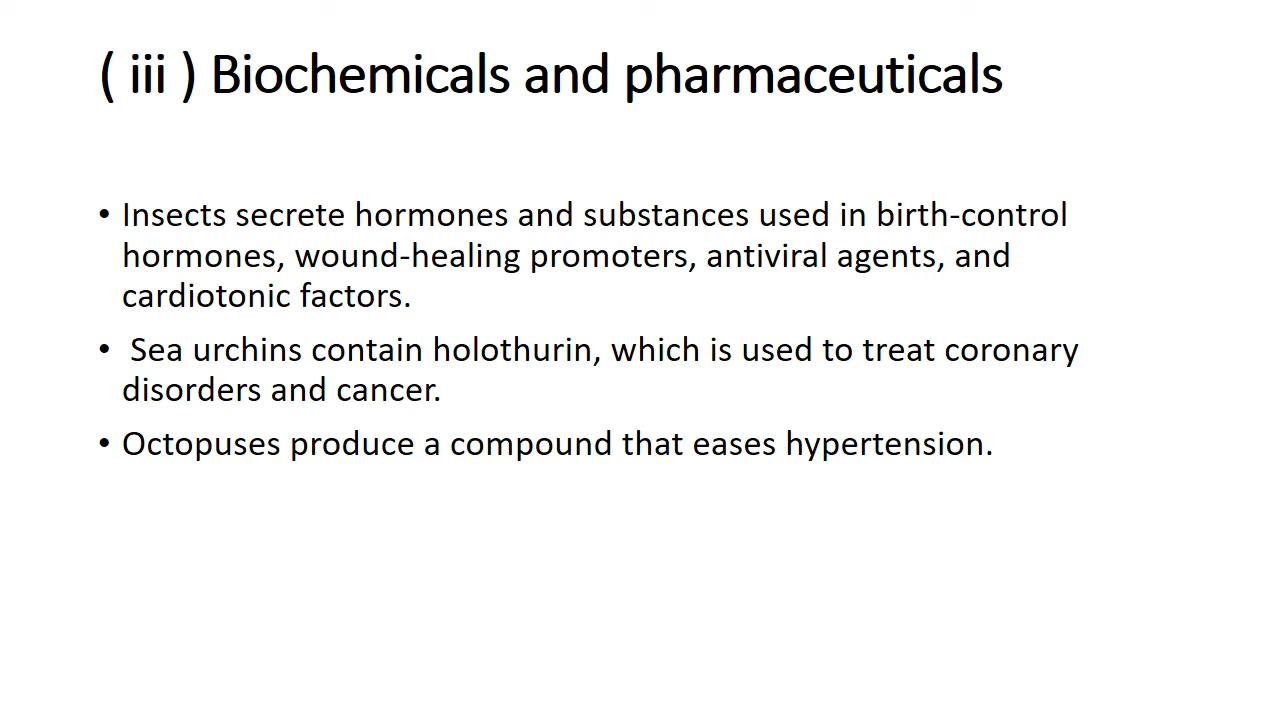 ( iii ) Biochemicals and pharmaceuticals
• Insects secrete hormones and substances used in birth-control
hormones, wound-healing promoters, antiviral agents, and
cardiotonic factors.
• Sea urchins contain holothurin, which is used to treat coronary
disorders and cancer.
• Octopuses produce a compound that eases hypertension.